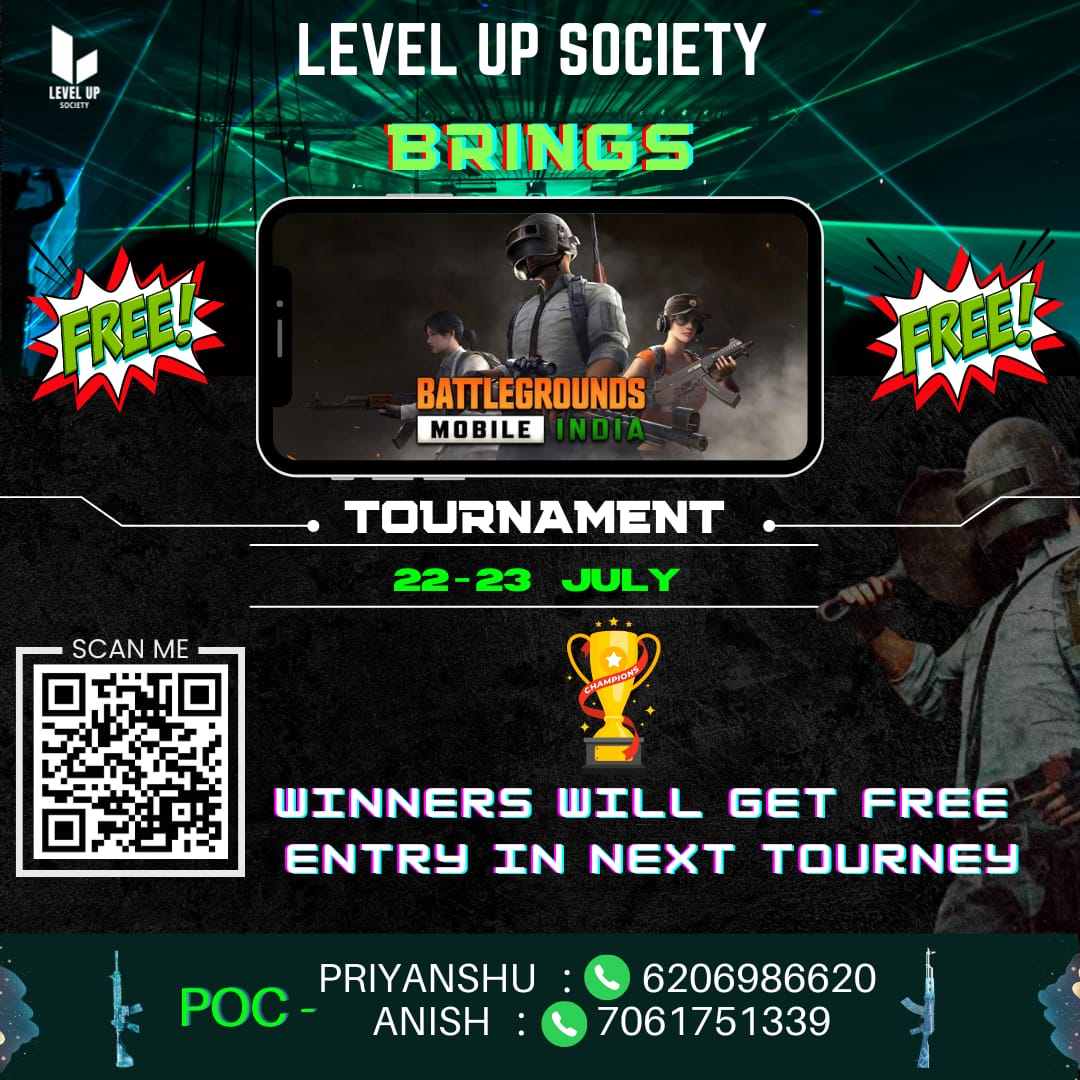 LEVEL UP SOCIETY
LEVEL UP
SOCIETY
BRINGS
FREE!
FREE!
BATTLEGROUNDS
MOBILE INDIA
TOURNAMENT
22-23 JULY
SCAN ME
CHAMPIONS
WINNERS WILL GET FREE
ENTRY IN NEXT TOURNEY
POC -
PRIYANSHU : 6206986620
ANISH : 7061751339